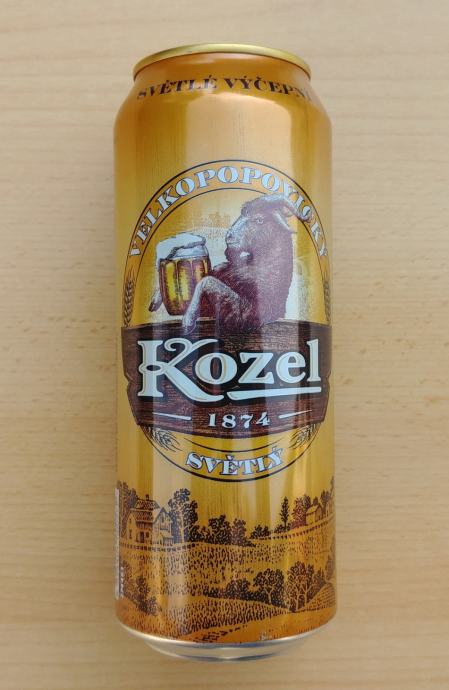 SVĚTLÉ VÝČEPNÍ
VELKOPOPOVICKÝ
Kozel
1874
SVĚTLÝ